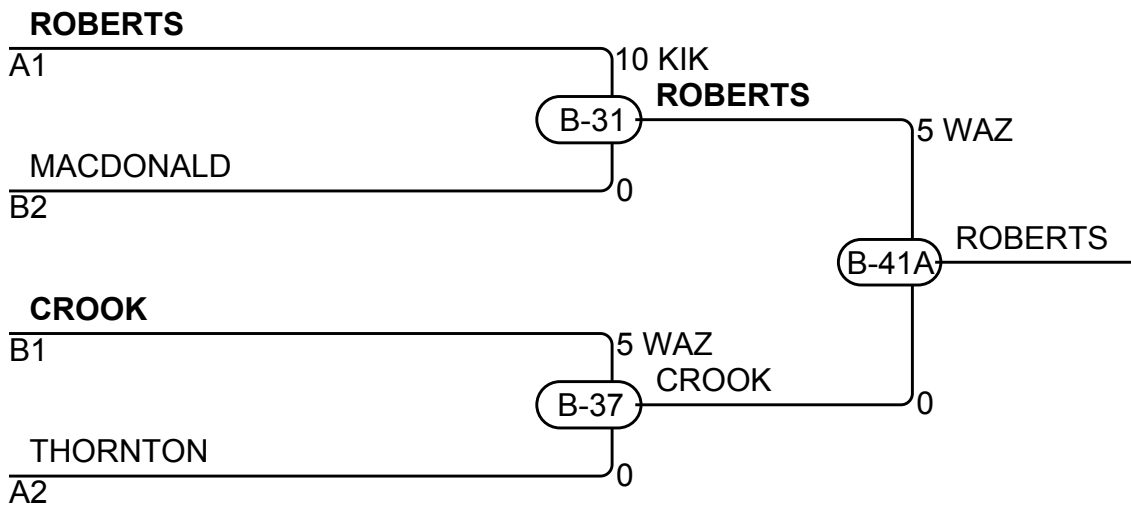 ROBERTS
A1
10 KIK
B-31
ROBERTS
5 WAZ
MACDONALD
B2
0
B-41A
ROBERTS
CROOK
B1
5 WAZ
B-37
CROOK
0
THORNTON
A2
0